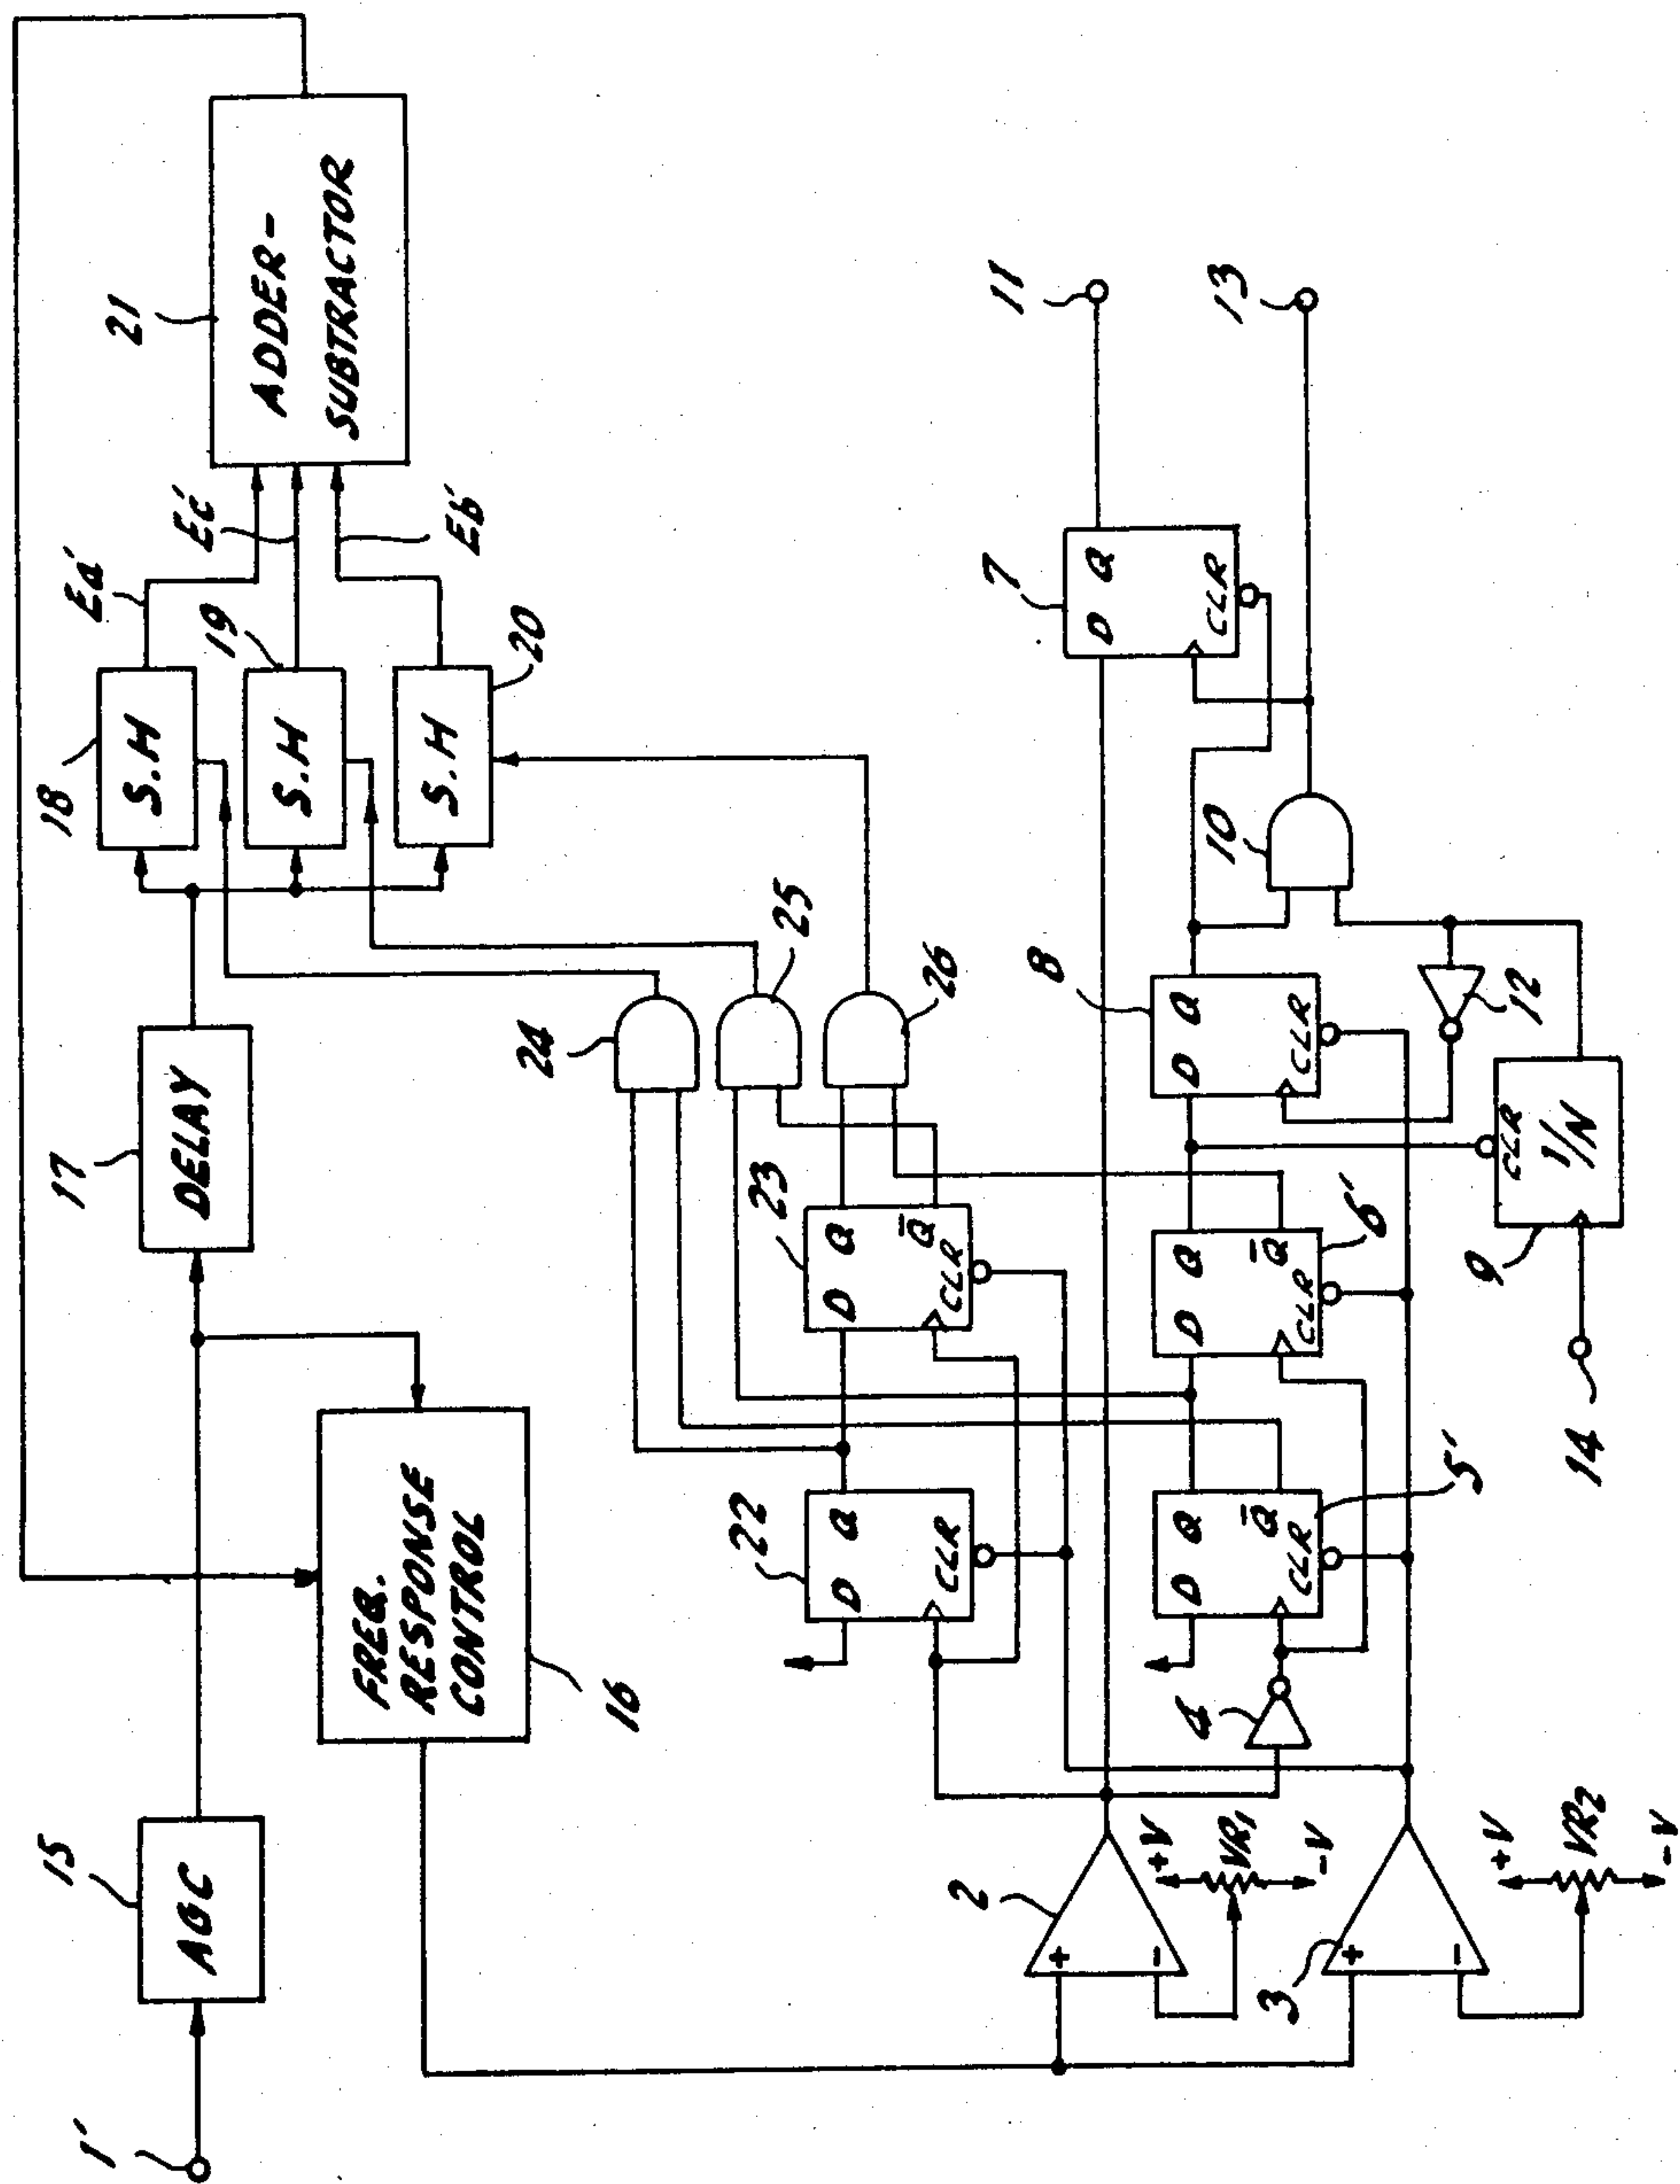 1'
15
AGC
17
DELAY
18
S.H
19
S.H
20
S.H
Ea'
Ec'
Eb'
21
ADDER-
SUBTRACTOR
FREQ.
RESPONSE
CONTROL
16
22
D Q
CLR
23
D Q
Q̅
CLR
24
25
26
2
+
-
+V
VR1
-V
3
+
-
+V
VR2
-V
4
D Q
Q̅
CLR
5'
D Q
Q̅
CLR
6'
8
D Q
CLR
10
12
7
D Q
CLR
11
13
14
9
CLR
1/N